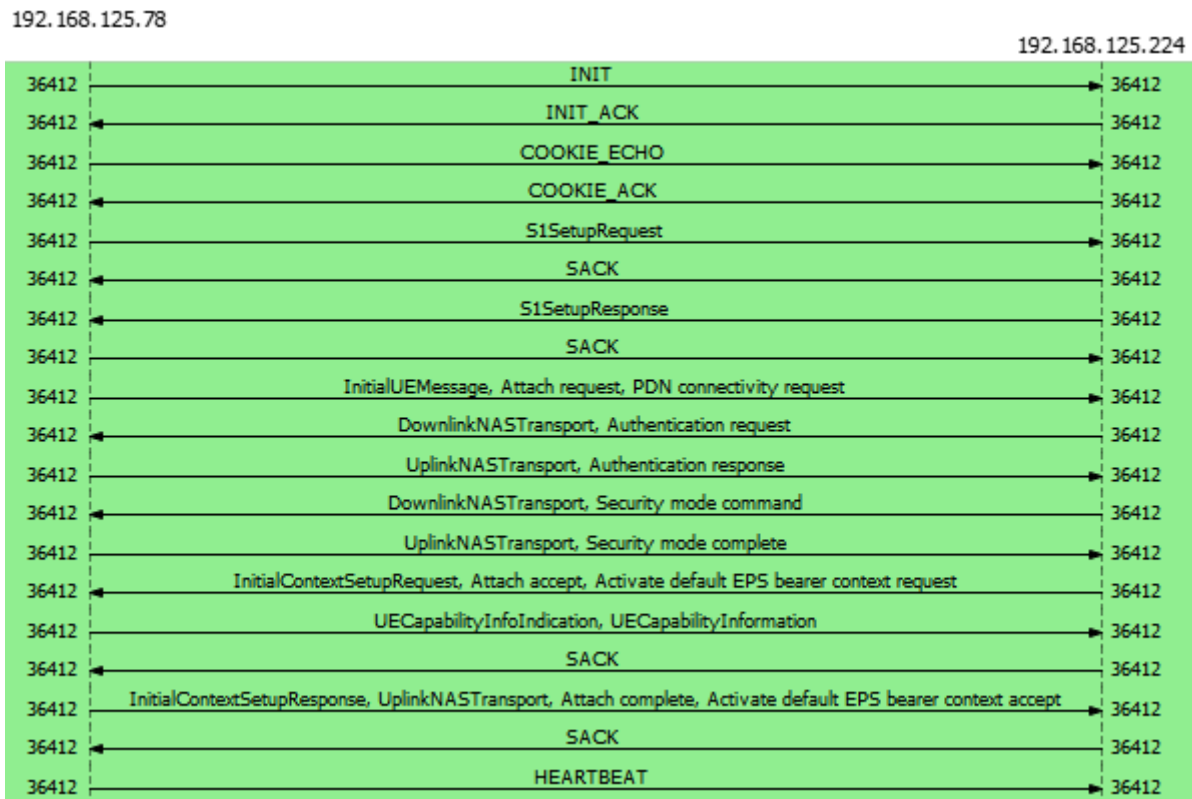 192.168.125.78
192.168.125.224
36412 INIT 36412
36412 INIT_ACK 36412
36412 COOKIE_ECHO 36412
36412 COOKIE_ACK 36412
36412 S1SetupRequest 36412
36412 SACK 36412
36412 S1SetupResponse 36412
36412 SACK 36412
36412 InitialUEMessage, Attach request, PDN connectivity request 36412
36412 DownlinkNASTransport, Authentication request 36412
36412 UplinkNASTransport, Authentication response 36412
36412 DownlinkNASTransport, Security mode command 36412
36412 UplinkNASTransport, Security mode complete 36412
36412 InitialContextSetupRequest, Attach accept, Activate default EPS bearer context request 36412
36412 UECapabilityInfoIndication, UECapabilityInformation 36412
36412 SACK 36412
36412 InitialContextSetupResponse, UplinkNASTransport, Attach complete, Activate default EPS bearer context accept 36412
36412 SACK 36412
36412 HEARTBEAT 36412